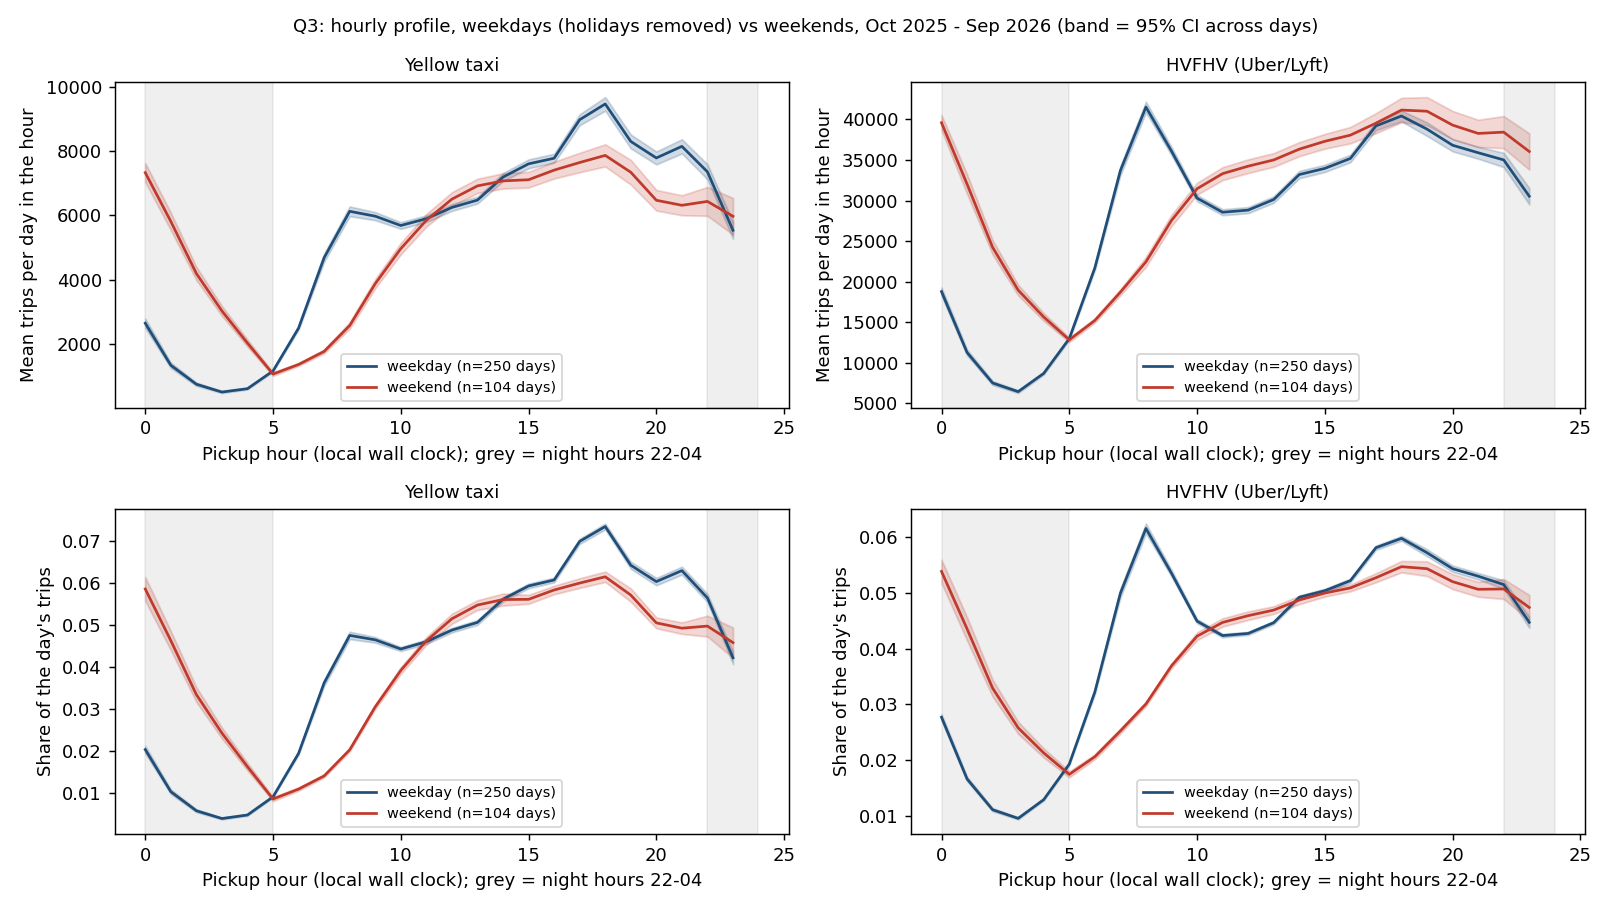 Q3: hourly profile, weekdays (holidays removed) vs weekends, Oct 2025 - Sep 2026 (band = 95% CI across days)
Yellow taxi
Mean trips per day in the hour
10000
8000
6000
4000
2000
weekday (n=250 days)
weekend (n=104 days)
0 5 10 15 20 25
Pickup hour (local wall clock); grey = night hours 22-04
HVFHV (Uber/Lyft)
Mean trips per day in the hour
40000
35000
30000
25000
20000
15000
10000
5000
weekday (n=250 days)
weekend (n=104 days)
0 5 10 15 20 25
Pickup hour (local wall clock); grey = night hours 22-04
Yellow taxi
Share of the day's trips
0.07
0.06
0.05
0.04
0.03
0.02
0.01
weekday (n=250 days)
weekend (n=104 days)
0 5 10 15 20 25
Pickup hour (local wall clock); grey = night hours 22-04
HVFHV (Uber/Lyft)
Share of the day's trips
0.06
0.05
0.04
0.03
0.02
0.01
weekday (n=250 days)
weekend (n=104 days)
0 5 10 15 20 25
Pickup hour (local wall clock); grey = night hours 22-04